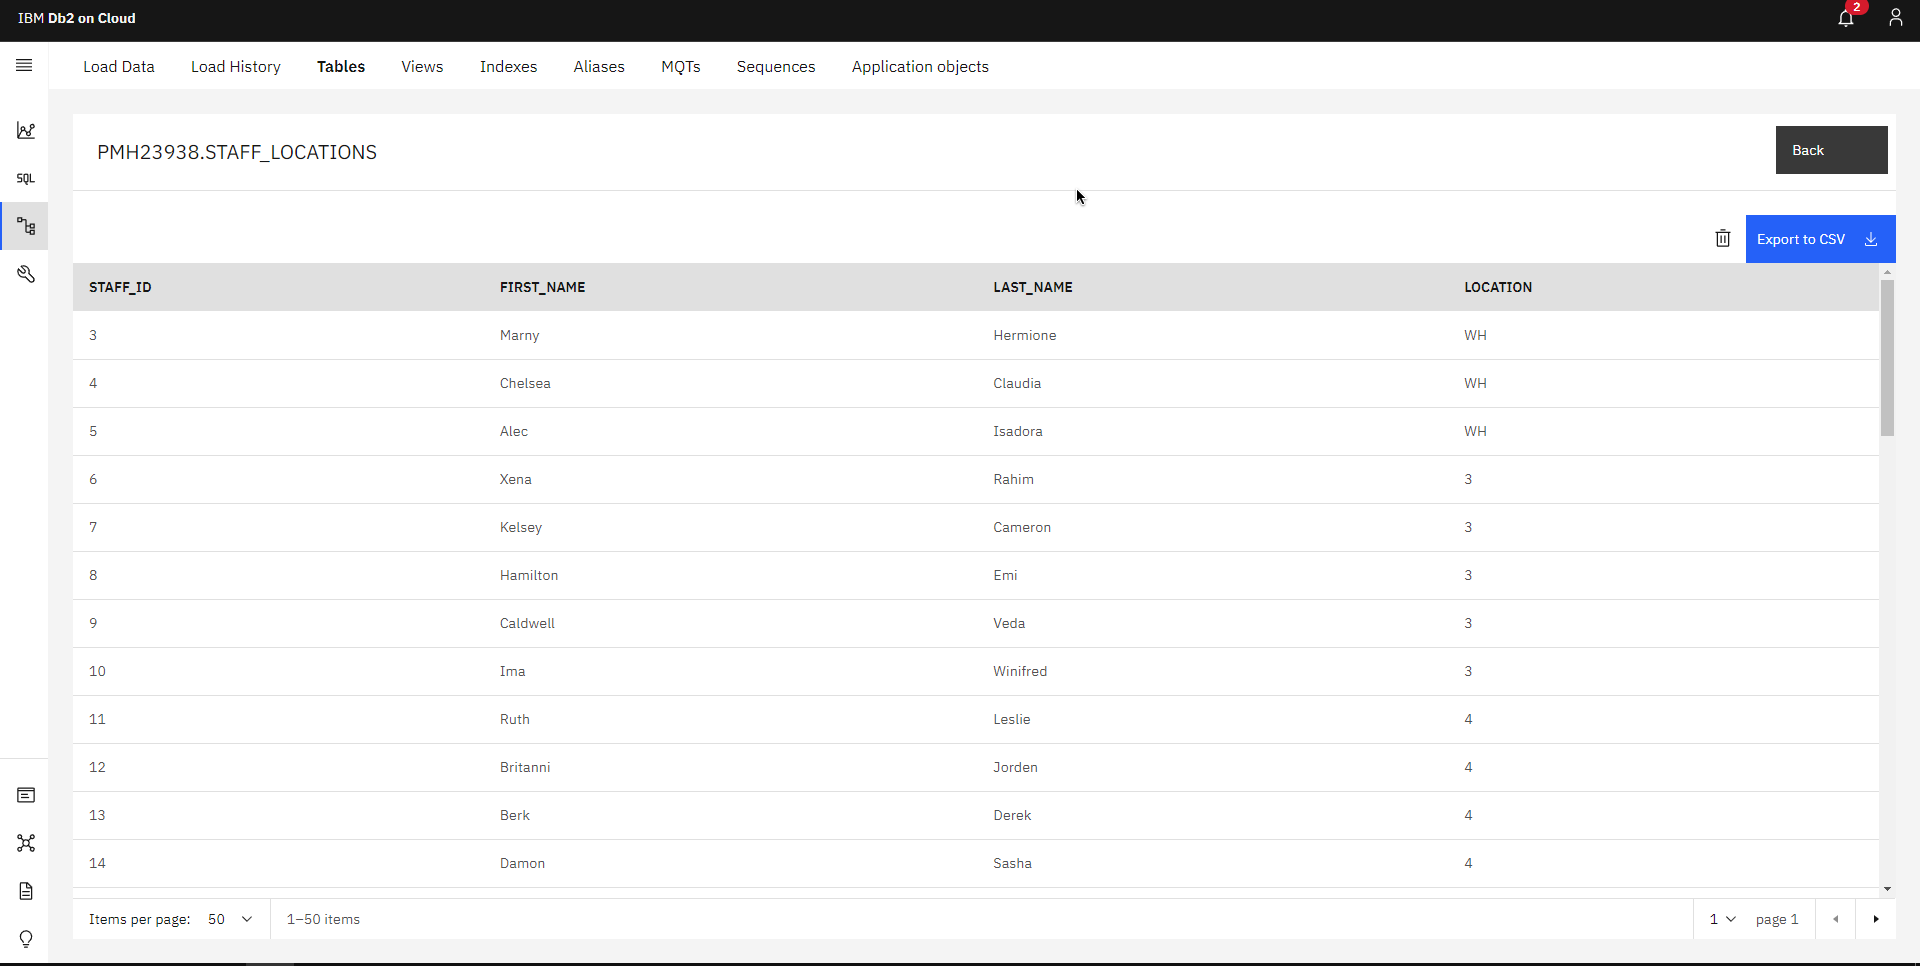 IBM Db2 on Cloud
2
Load Data Load History Tables Views Indexes Aliases MQTs Sequences Application objects
SQL
PMH23938.STAFF_LOCATIONS
Back
Export to CSV
STAFF_ID FIRST_NAME LAST_NAME LOCATION
3 Marny Hermione WH
4 Chelsea Claudia WH
5 Alec Isadora WH
6 Xena Rahim 3
7 Kelsey Cameron 3
8 Hamilton Emi 3
9 Caldwell Veda 3
10 Ima Winifred 3
11 Ruth Leslie 4
12 Britanni Jorden 4
13 Berk Derek 4
14 Damon Sasha 4
Items per page: 50 1–50 items 1 page 1